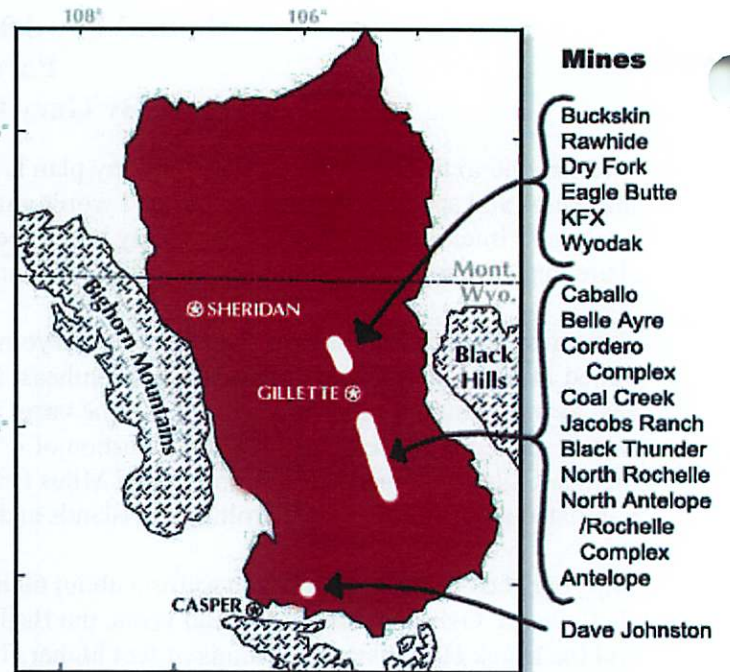 108°
106°
Mines
Buckskin
Rawhide
Dry Fork
Eagle Butte
KFX
Wyodak
Mont.
Wyo.
Caballo
Belle Ayre
Cordero
Complex
Coal Creek
Jacobs Ranch
Black Thunder
North Rochelle
North Antelope
/Rochelle
Complex
Antelope
Dave Johnston
Bighorn Mountains
SHERIDAN
Black
Hills
GILLETTE
CASPER